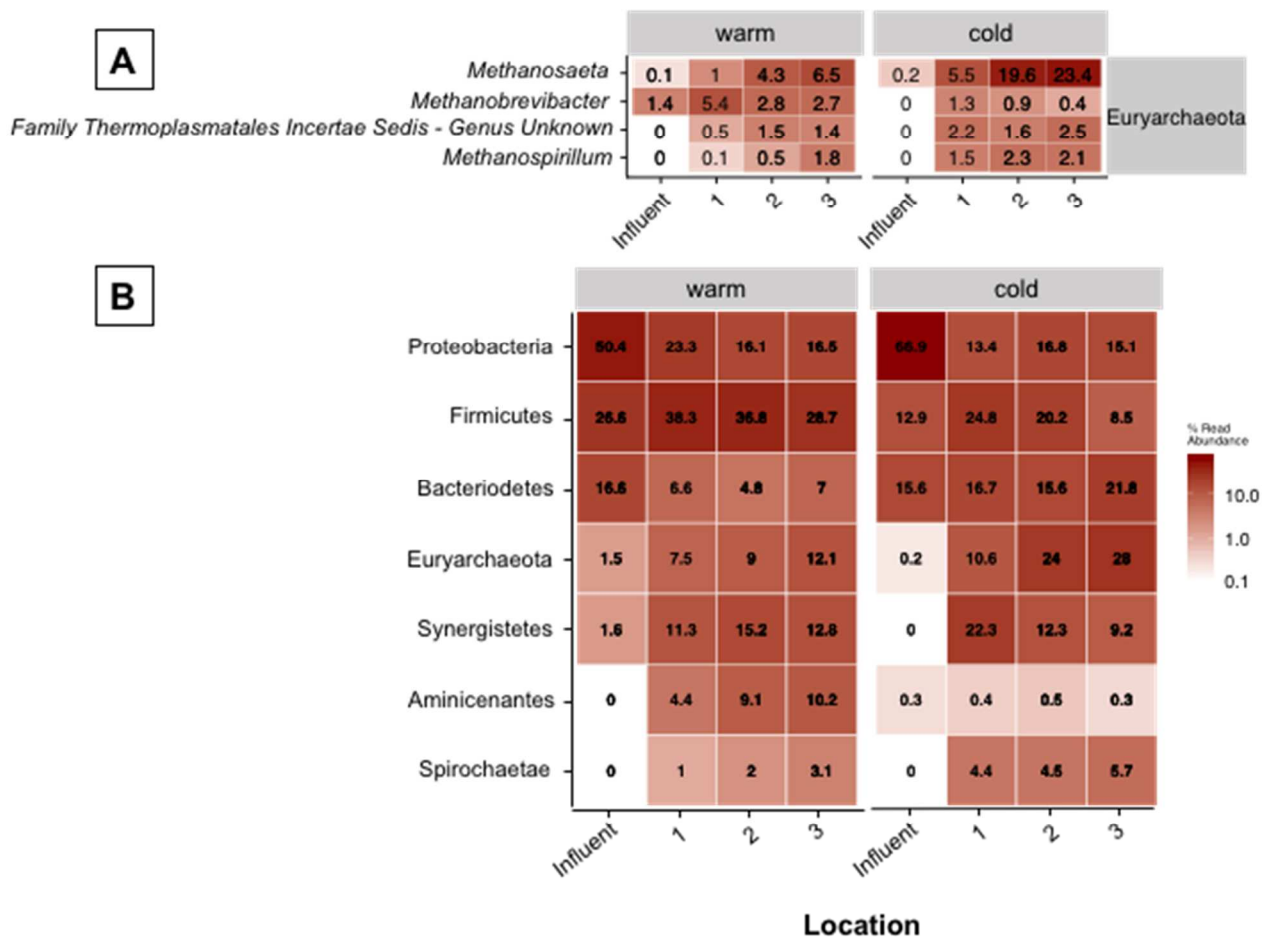 A
warm cold
Methanosaeta 0.1 1 4.3 6.5 0.2 5.5 19.6 23.4
Methanobrevibacter 1.4 5.4 2.8 2.7 0 1.3 0.9 0.4
Euryarchaeota
Family Thermoplasmatales Incertae Sedis - Genus Unknown 0 0.5 1.5 1.4 0 2.2 1.6 2.5
Methanospirillum 0 0.1 0.5 1.8 0 1.5 2.3 2.1
Influent 1 2 3 Influent 1 2 3
B
warm cold
Proteobacteria 23.3 16.1 16.5 13.4 16.8 15.1
Firmicutes 26.6 38.3 36.8 28.7 12.9 24.8 20.2 8.5
% Read
Abundance
Bacteriodetes 16.6 6.6 4.8 7 15.6 16.7 15.6 21.8
10.0
1.0
0.1
Euryarchaeota 1.5 7.5 9 12.1 0.2 10.6 24 28
Synergistetes 1.6 11.3 15.2 12.8 0 22.3 12.3 9.2
Aminicenantes 0 4.4 9.1 10.2 0.3 0.4 0.5 0.3
Spirochaetae 0 1 2 3.1 0 4.4 4.5 5.7
Influent 1 2 3 Influent 1 2 3
Location